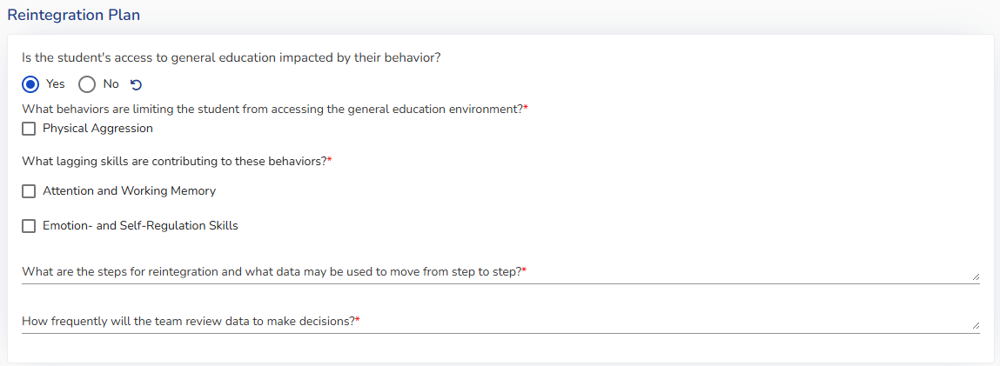 Reintegration Plan
Is the student's access to general education impacted by their behavior?
Yes No
What behaviors are limiting the student from accessing the general education environment?*
Physical Aggression
What lagging skills are contributing to these behaviors?*
Attention and Working Memory
Emotion- and Self-Regulation Skills
What are the steps for reintegration and what data may be used to move from step to step?*
How frequently will the team review data to make decisions?*